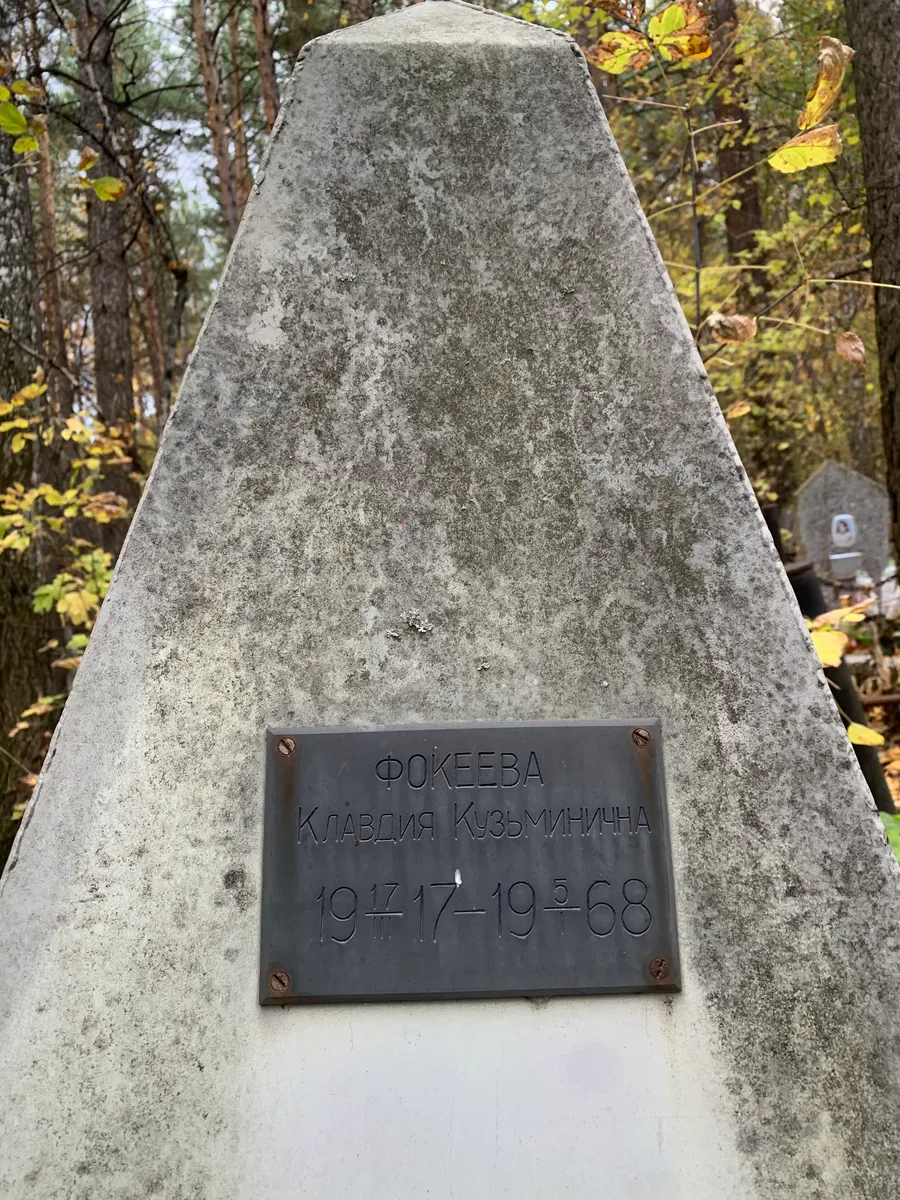 ФОКЕЕВА
Клавдия Кузьминична
19 17/III 17 — 19 5/I 68